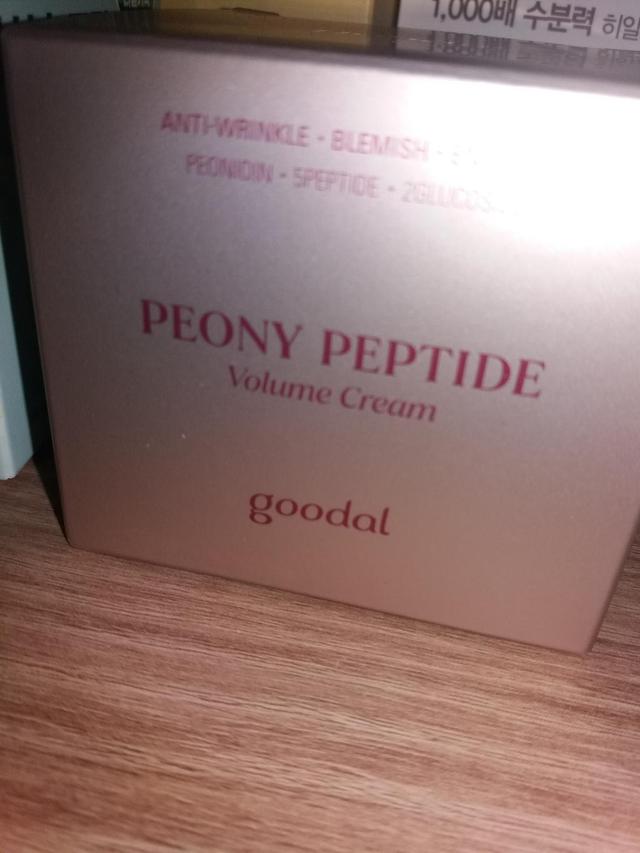 1,000배 수분력 히알
ANTI-WRINKLE • BLEMISH •
PEONIDIN • 5PEPTIDE •
PEONY PEPTIDE
Volume Cream
goodal